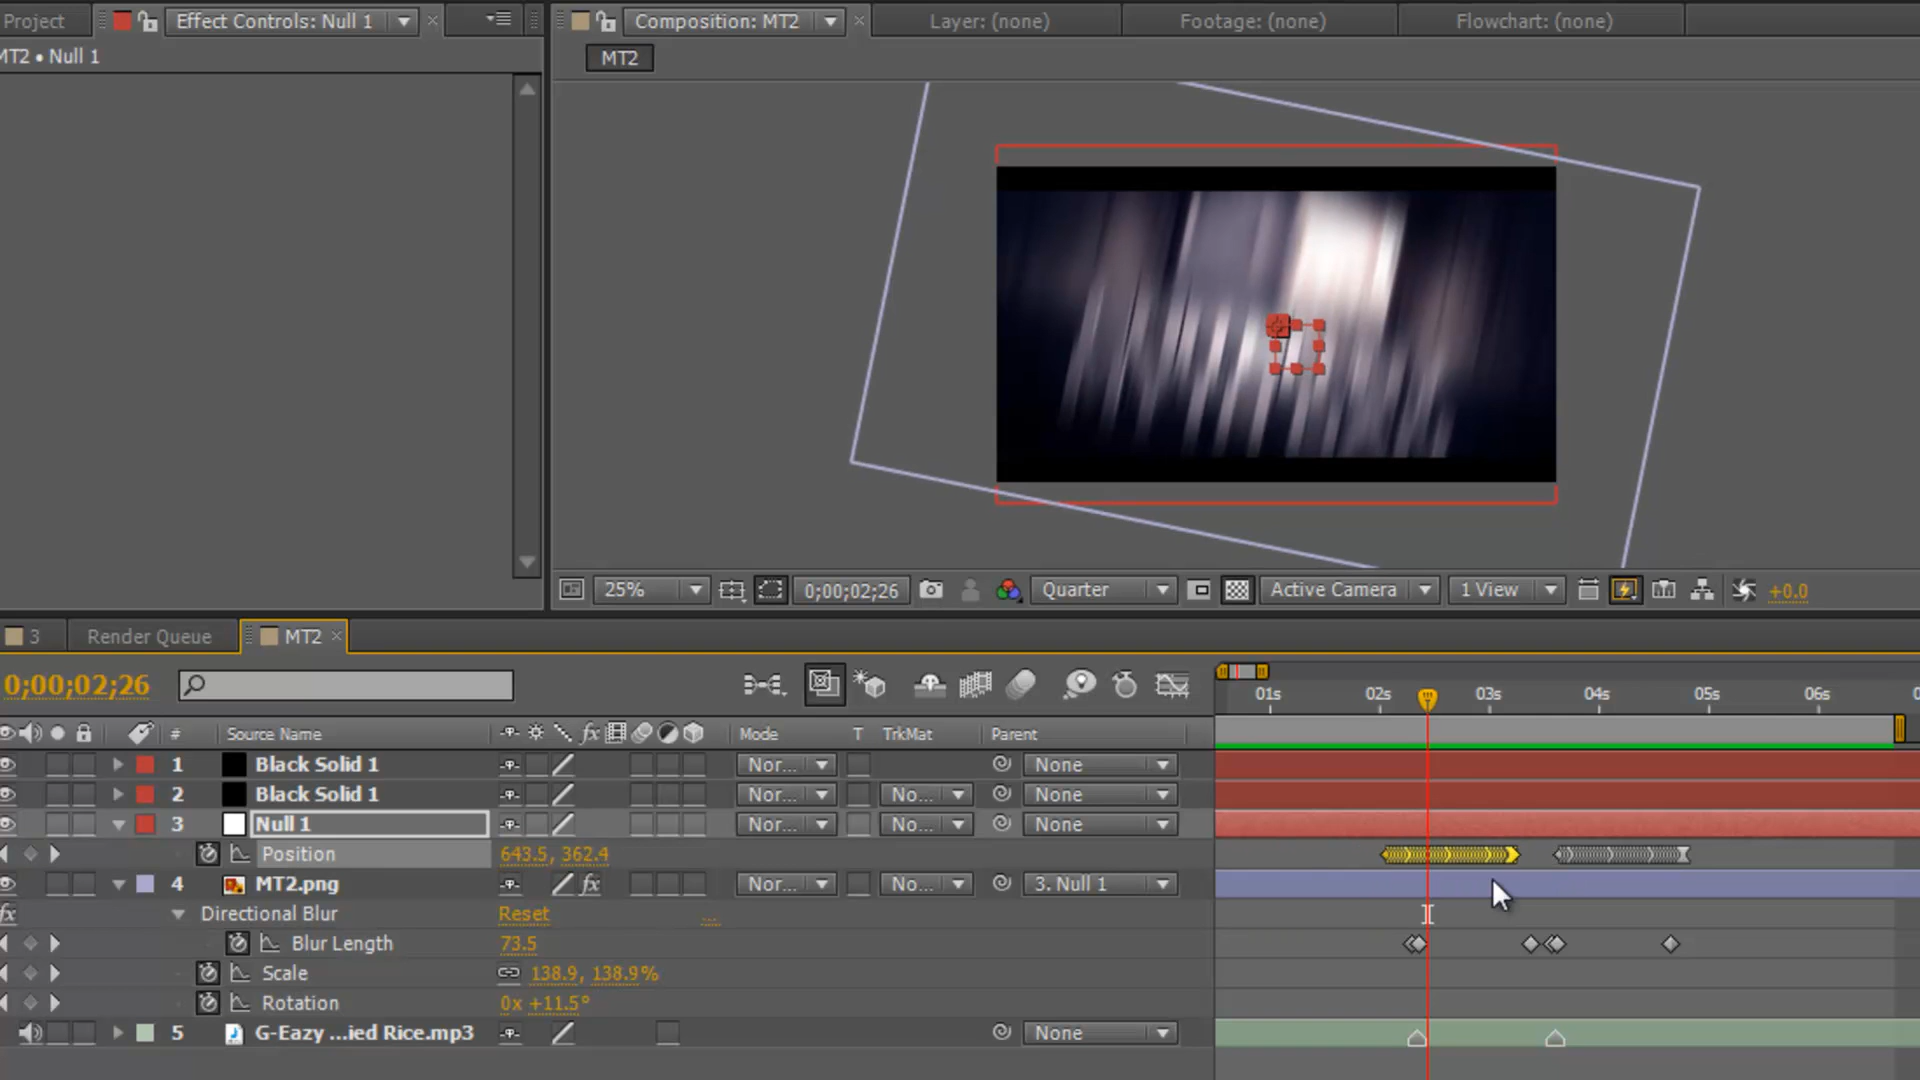 Project
Effect Controls: Null 1
Composition: MT2
Layer: (none)
Footage: (none)
Flowchart: (none)
MT2 • Null 1
MT2
25%
0;00;02;26
Quarter
Active Camera
1 View
+0.0
3
Render Queue
MT2
0;00;02;26
01s
02s
03s
04s
05s
06s
#
Source Name
fx
Mode
T
TrkMat
Parent
1
Black Solid 1
Nor...
None
2
Black Solid 1
Nor...
No...
None
3
Null 1
Nor...
No...
None
Position
643.5, 362.4
4
MT2.png
fx
Nor...
No...
3. Null 1
fx
Directional Blur
Reset
...
Blur Length
73.5
Scale
138.9, 138.9%
Rotation
0x +11.5°
5
G-Eazy ...ied Rice.mp3
None